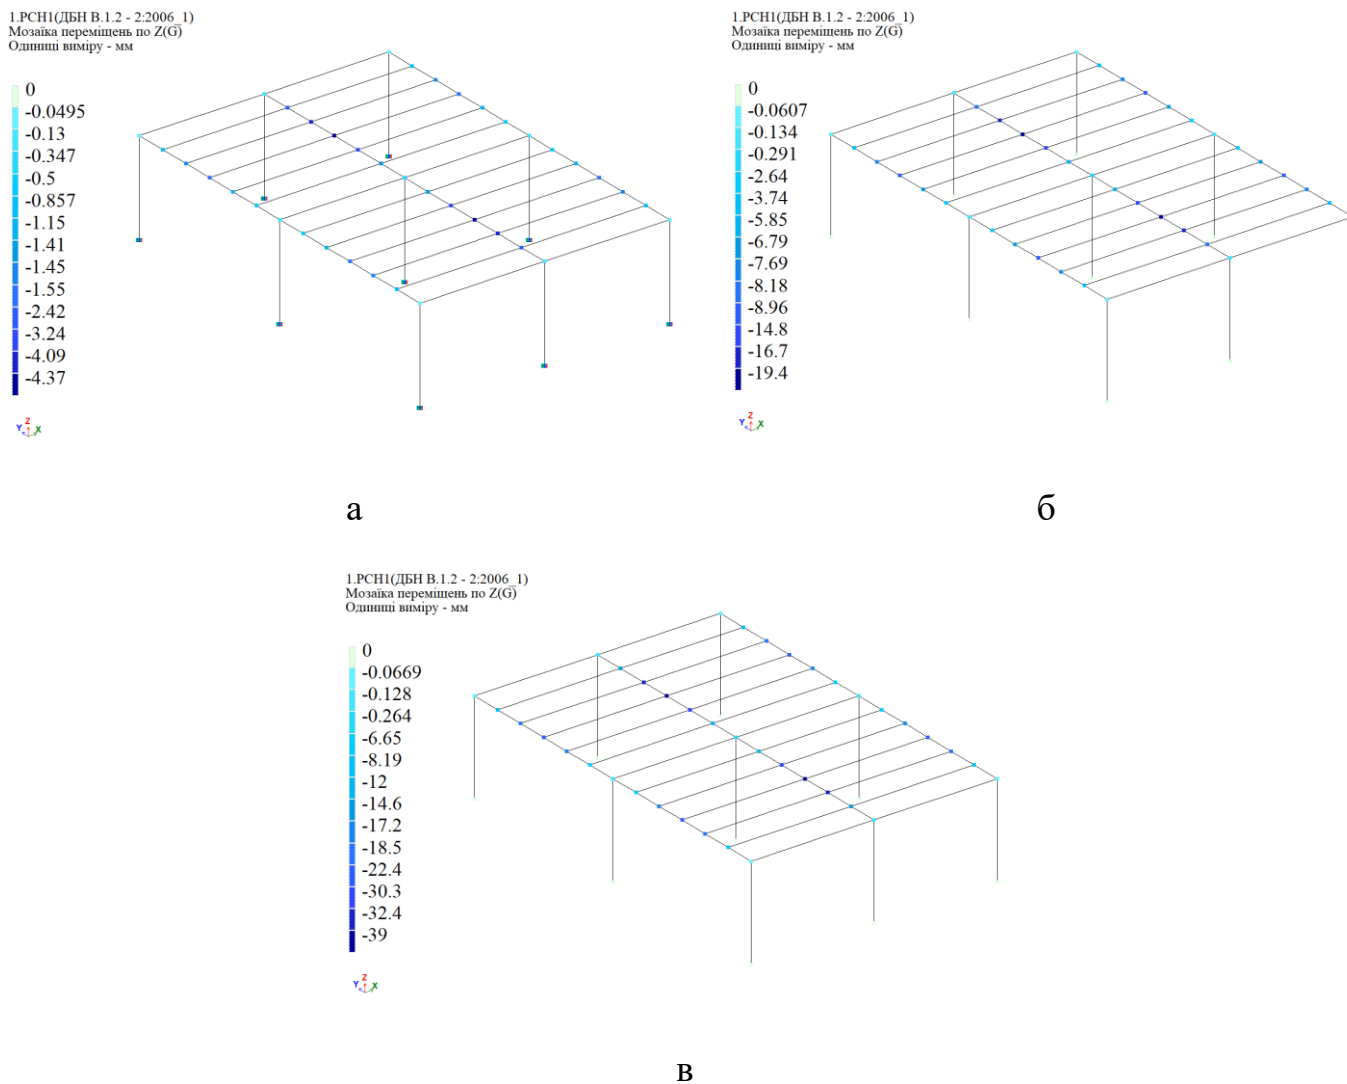 1.РСН1(ДБН В.1.2 - 2:2006_1)
Мозаїка переміщень по Z(G)
Одиниці виміру - мм
0
-0.0495
-0.13
-0.347
-0.5
-0.857
-1.15
-1.41
-1.45
-1.55
-2.42
-3.24
-4.09
-4.37
Z
Y X
а
1.РСН1(ДБН В.1.2 - 2:2006_1)
Мозаїка переміщень по Z(G)
Одиниці виміру - мм
0
-0.0607
-0.134
-0.291
-2.64
-3.74
-5.85
-6.79
-7.69
-8.18
-8.96
-14.8
-16.7
-19.4
Z
Y X
б
1.РСН1(ДБН В.1.2 - 2:2006_1)
Мозаїка переміщень по Z(G)
Одиниці виміру - мм
0
-0.0669
-0.128
-0.264
-6.65
-8.19
-12
-14.6
-17.2
-18.5
-22.4
-30.3
-32.4
-39
Z
Y X
в